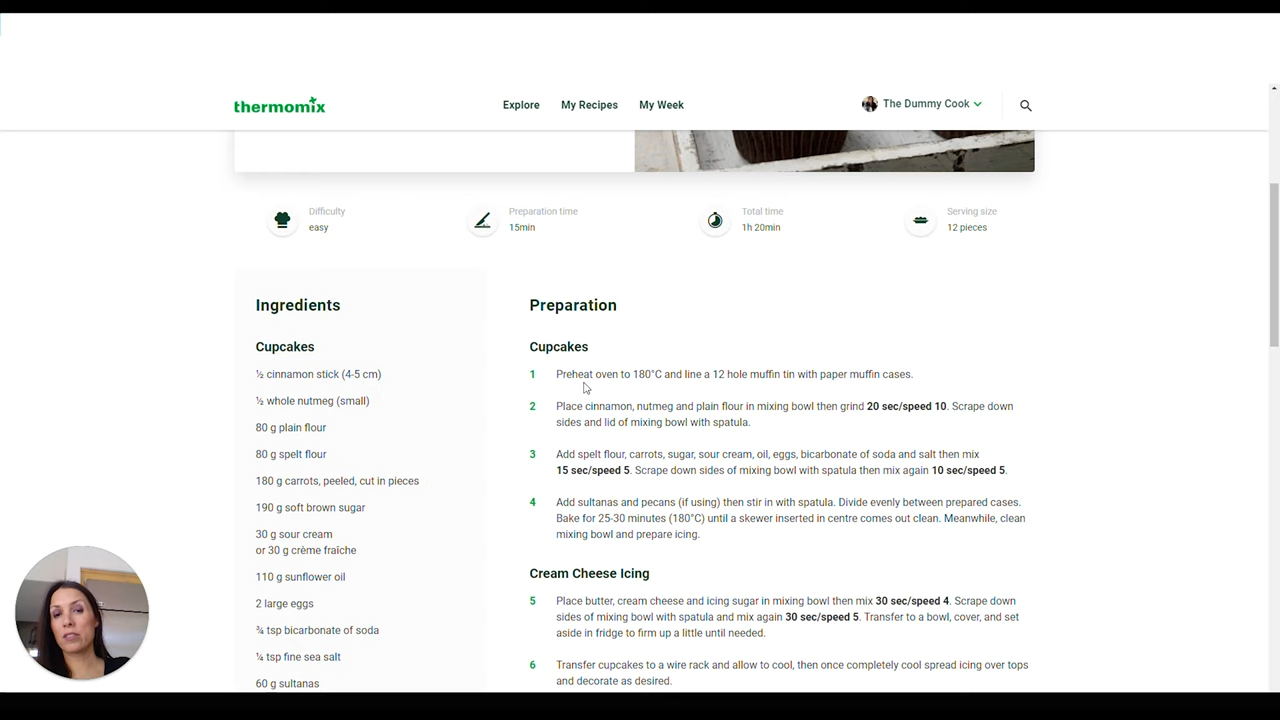 thermomix
Explore
My Recipes
My Week
The Dummy Cook
Difficulty
easy
Preparation time
15min
Total time
1h 20min
Serving size
12 pieces
Ingredients
Cupcakes
½ cinnamon stick (4-5 cm)
½ whole nutmeg (small)
80 g plain flour
80 g spelt flour
180 g carrots, peeled, cut in pieces
190 g soft brown sugar
30 g sour cream
or 30 g crème fraîche
110 g sunflower oil
2 large eggs
¾ tsp bicarbonate of soda
¼ tsp fine sea salt
60 g sultanas
Preparation
Cupcakes
1 Preheat oven to 180°C and line a 12 hole muffin tin with paper muffin cases.
2 Place cinnamon, nutmeg and plain flour in mixing bowl then grind 20 sec/speed 10. Scrape down
sides and lid of mixing bowl with spatula.
3 Add spelt flour, carrots, sugar, sour cream, oil, eggs, bicarbonate of soda and salt then mix
15 sec/speed 5. Scrape down sides of mixing bowl with spatula then mix again 10 sec/speed 5.
4 Add sultanas and pecans (if using) then stir in with spatula. Divide evenly between prepared cases.
Bake for 25-30 minutes (180°C) until a skewer inserted in centre comes out clean. Meanwhile, clean
mixing bowl and prepare icing.
Cream Cheese Icing
5 Place butter, cream cheese and icing sugar in mixing bowl then mix 30 sec/speed 4. Scrape down
sides of mixing bowl with spatula and mix again 30 sec/speed 5. Transfer to a bowl, cover, and set
aside in fridge to firm up a little until needed.
6 Transfer cupcakes to a wire rack and allow to cool, then once completely cool spread icing over tops
and decorate as desired.